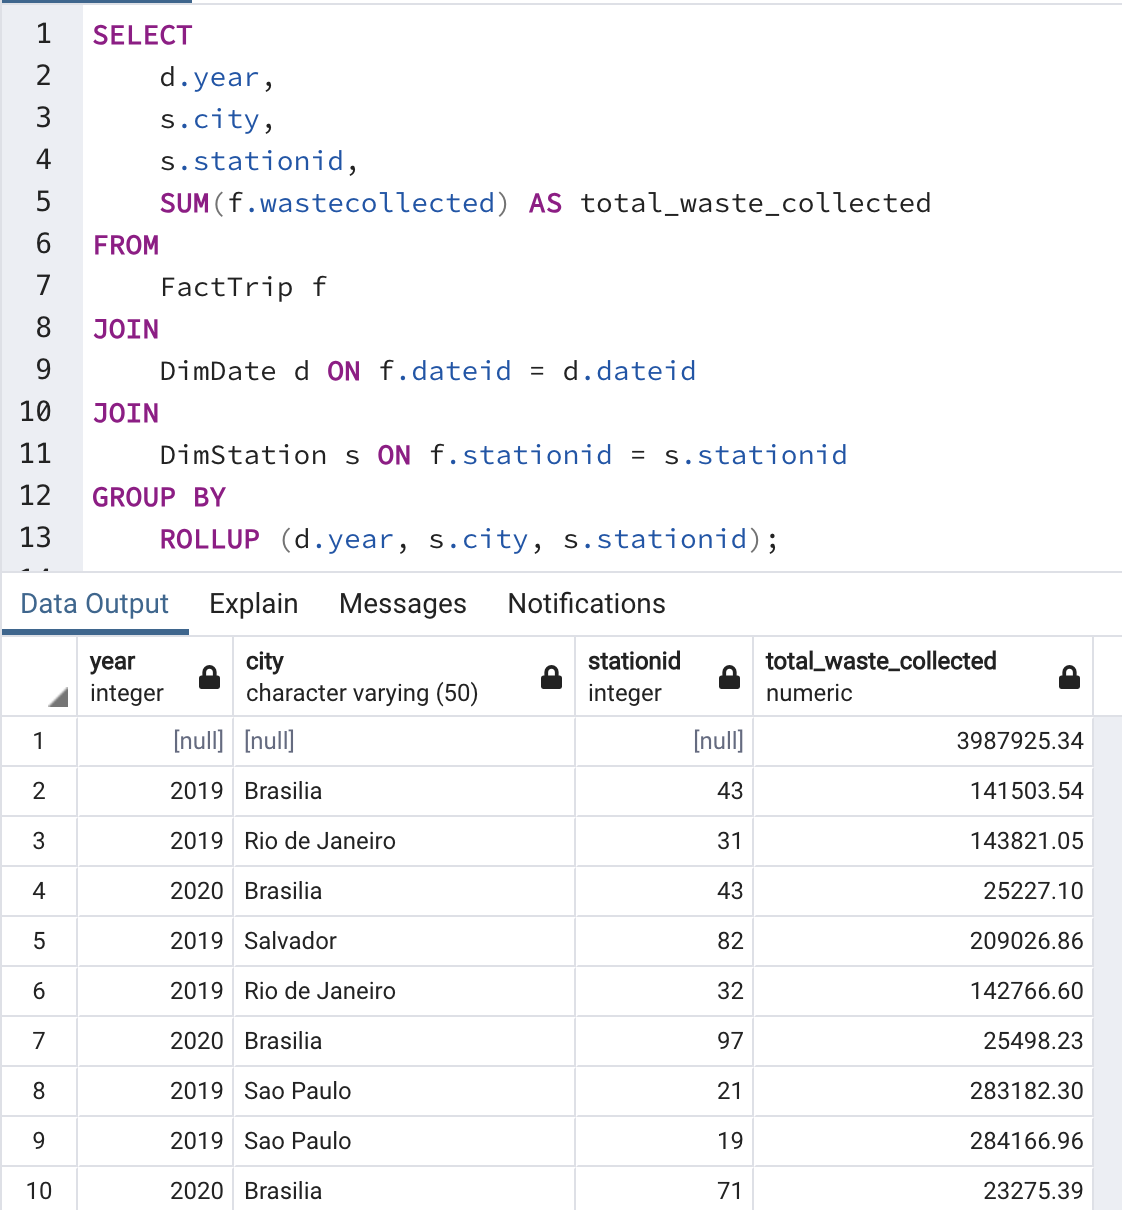 1 SELECT
2 d.year,
3 s.city,
4 s.stationid,
5 SUM(f.wastecollected) AS total_waste_collected
6 FROM
7 FactTrip f
8 JOIN
9 DimDate d ON f.dateid = d.dateid
10 JOIN
11 DimStation s ON f.stationid = s.stationid
12 GROUP BY
13 ROLLUP (d.year, s.city, s.stationid);
Data Output Explain Messages Notifications
year city stationid total_waste_collected
integer character varying (50) integer numeric
1 [null] [null] [null] 3987925.34
2 2019 Brasilia 43 141503.54
3 2019 Rio de Janeiro 31 143821.05
4 2020 Brasilia 43 25227.10
5 2019 Salvador 82 209026.86
6 2019 Rio de Janeiro 32 142766.60
7 2020 Brasilia 97 25498.23
8 2019 Sao Paulo 21 283182.30
9 2019 Sao Paulo 19 284166.96
10 2020 Brasilia 71 23275.39